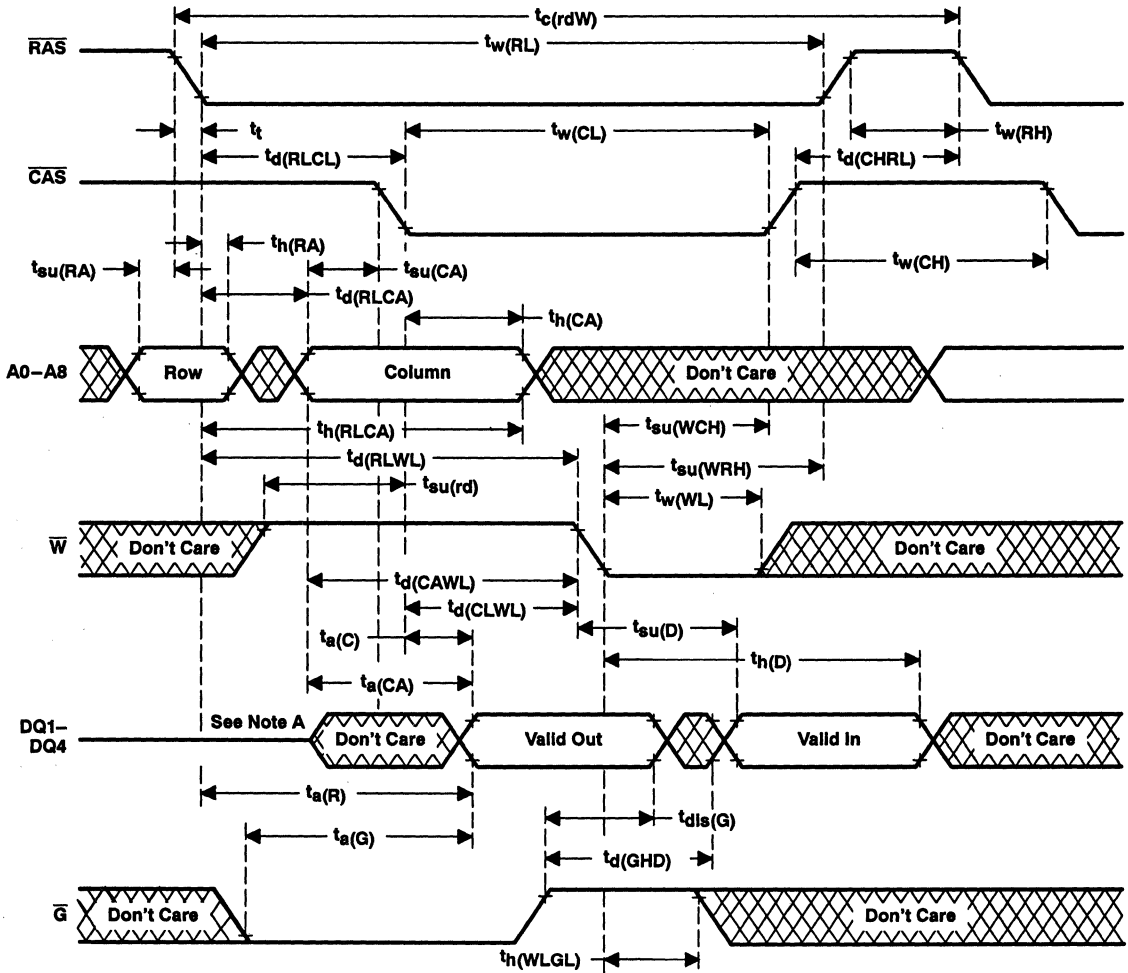 tc(rdW)
RAS
tw(RL)
tt
tw(CL)
tw(RH)
td(RLCL)
td(CHRL)
CAS
th(RA)
tsu(RA)
tsu(CA)
tw(CH)
td(RLCA)
th(CA)
A0–A8
Row
Column
Don't Care
th(RLCA)
tsu(WCH)
td(RLWL)
tsu(WRH)
tsu(rd)
tw(WL)
W
Don't Care
Don't Care
td(CAWL)
td(CLWL)
tsu(D)
ta(C)
th(D)
ta(CA)
See Note A
DQ1–
DQ4
Don't Care
Valid Out
Valid In
Don't Care
ta(R)
tdis(G)
ta(G)
td(GHD)
G
Don't Care
Don't Care
th(WLGL)